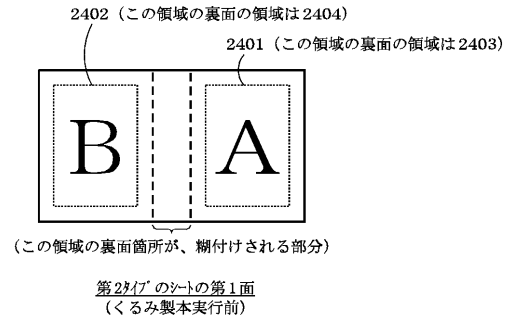 2402（この領域の裏面の領域は2404）
2401（この領域の裏面の領域は2403）
B
A
（この領域の裏面箇所が、糊付けされる部分）
第2ﾀｲﾌﾟのｼｰﾄの第1面
（くるみ製本実行前）